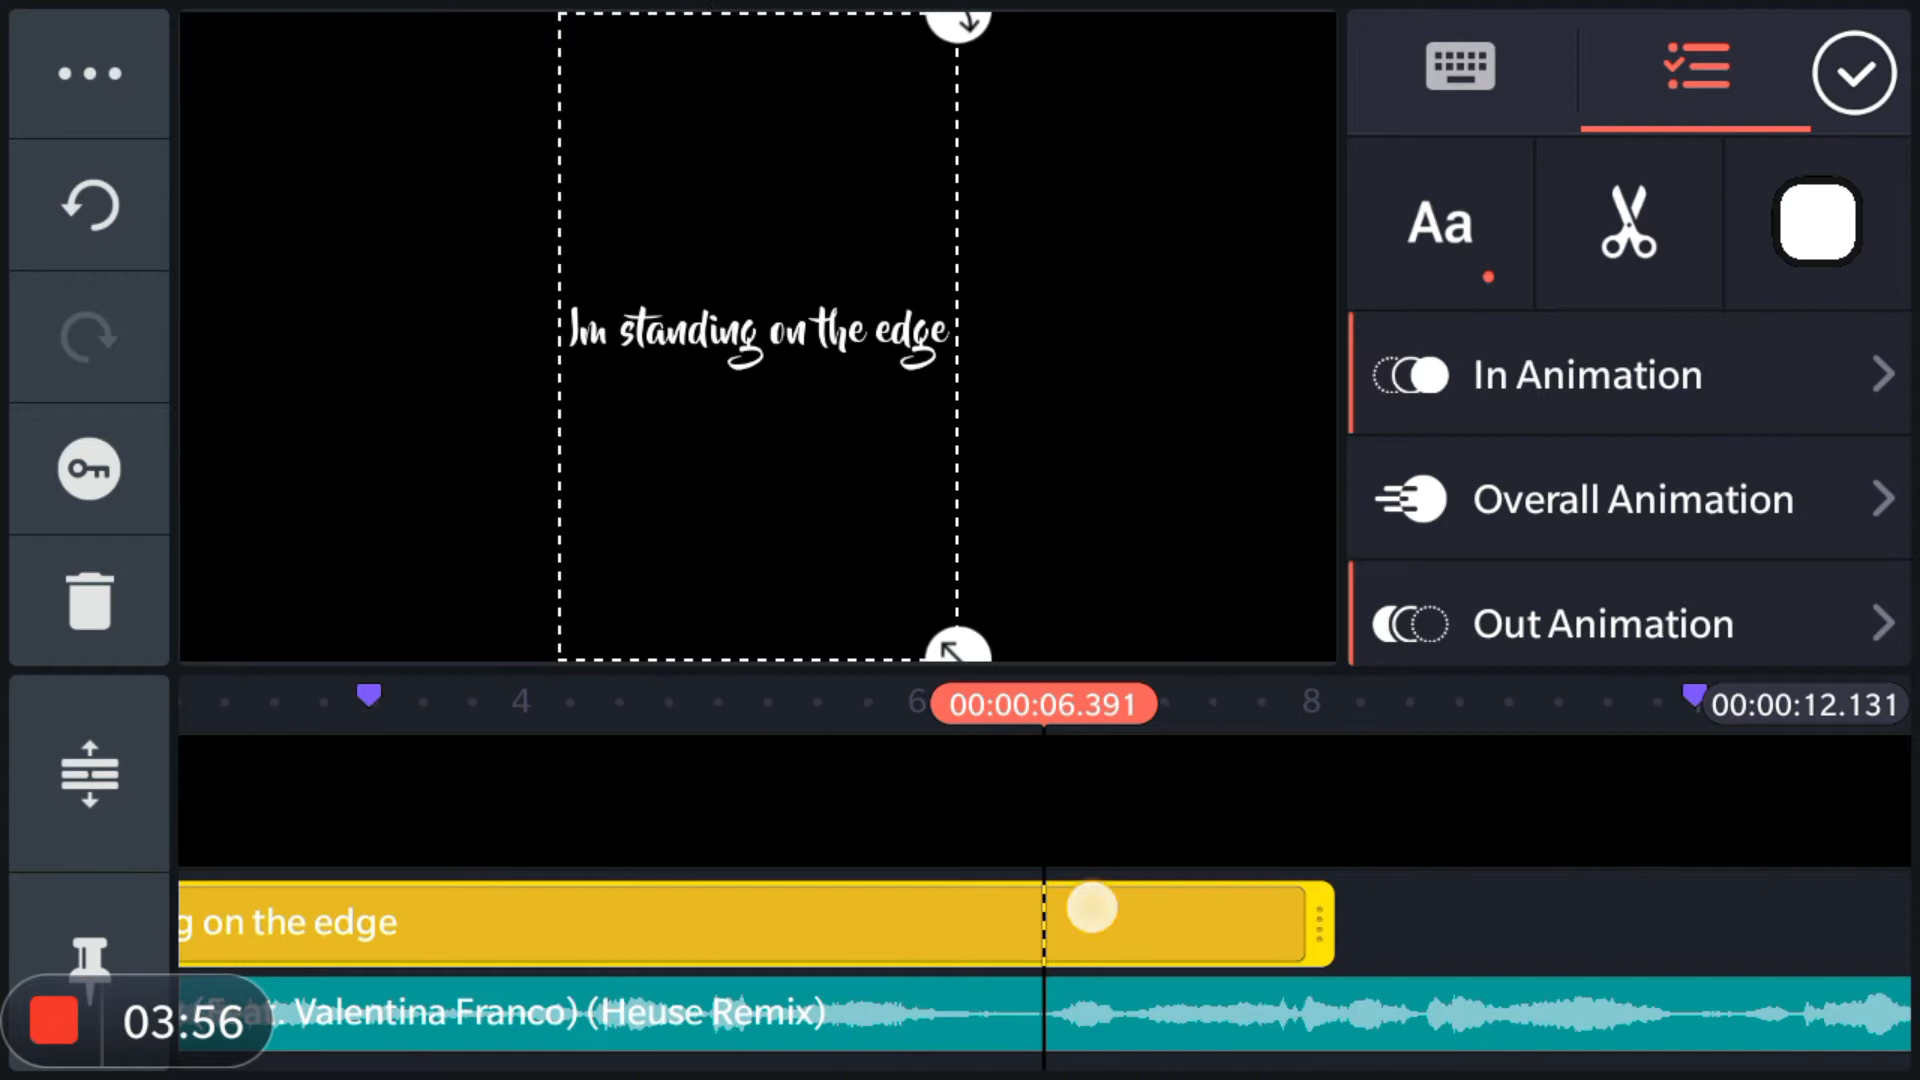 Im standing on the edge
Aa
In Animation
Overall Animation
Out Animation
4
6
00:00:06.391
8
00:00:12.131
g on the edge
. Valentina Franco) (Heuse Remix)
03:56